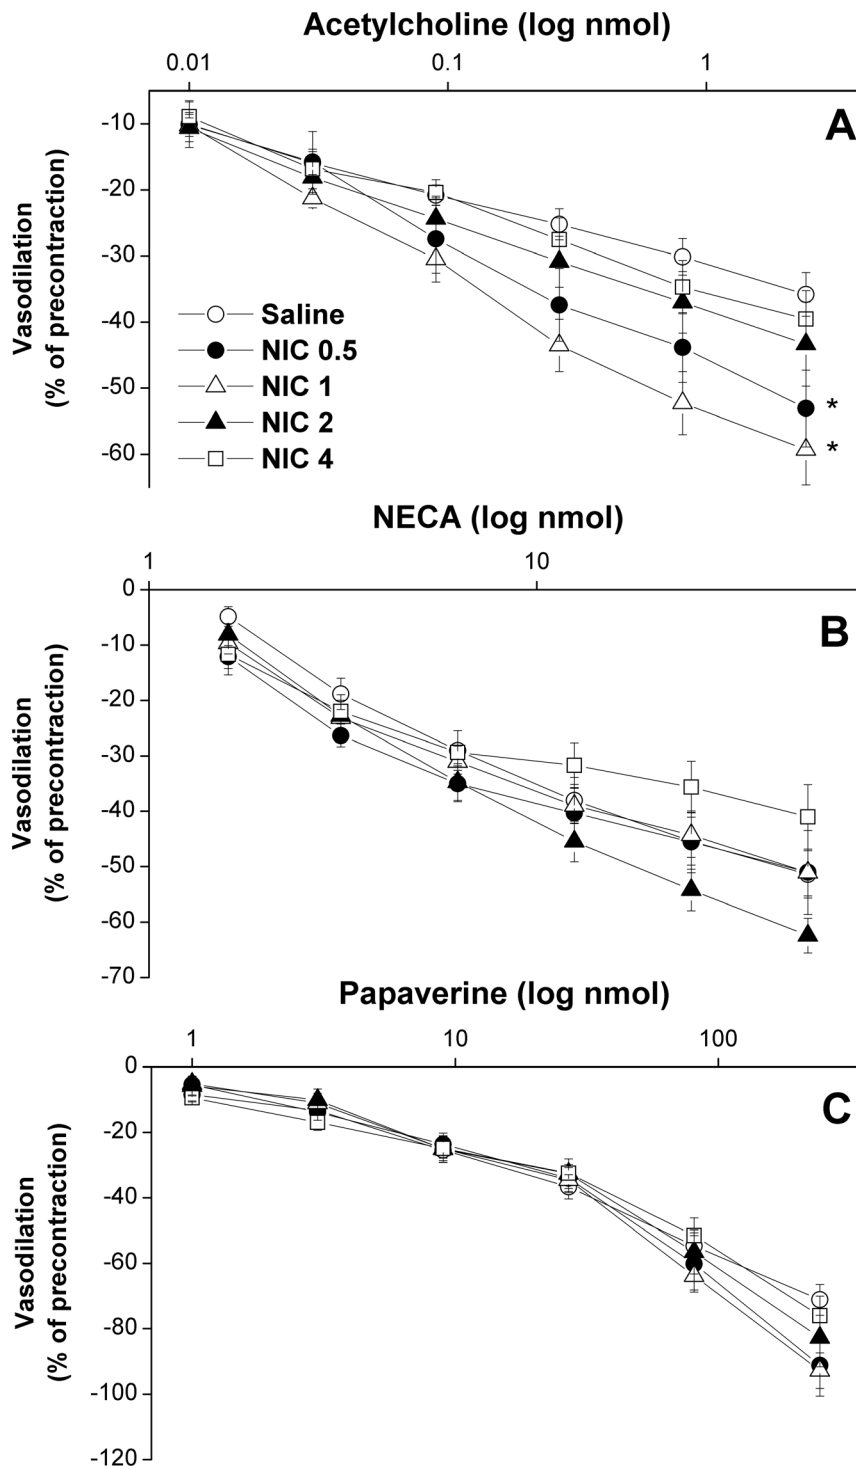 Acetylcholine (log nmol)
0.01 0.1 1
A
-10
-20
-30
-40
-50
-60
Vasodilation
(% of precontraction)
Saline
NIC 0.5
NIC 1
NIC 2
NIC 4
*
*
NECA (log nmol)
1 10
B
0
-10
-20
-30
-40
-50
-60
-70
Vasodilation
(% of precontraction)
Papaverine (log nmol)
1 10 100
C
0
-20
-40
-60
-80
-100
-120
Vasodilation
(% of precontraction)